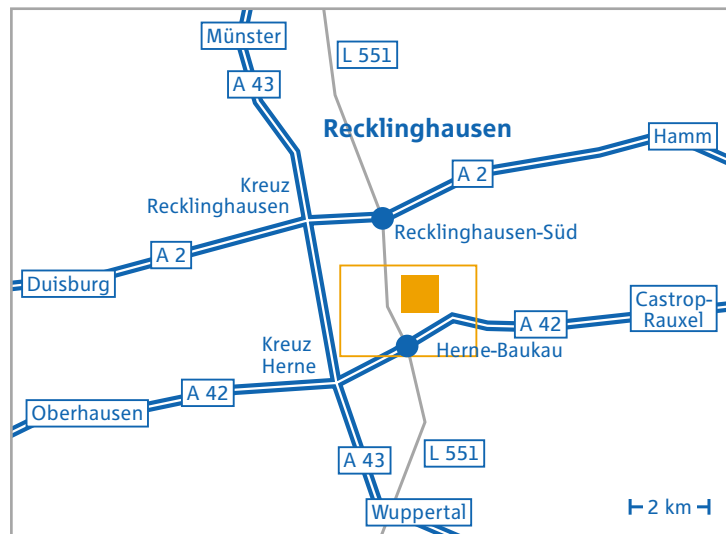 Münster
L 551
A 43
Recklinghausen
Hamm
A 2
Kreuz
Recklinghausen
Recklinghausen-Süd
A 2
Duisburg
Castrop-
Rauxel
A 42
Kreuz
Herne
Herne-Baukau
A 42
Oberhausen
L 551
A 43
2 km
Wuppertal